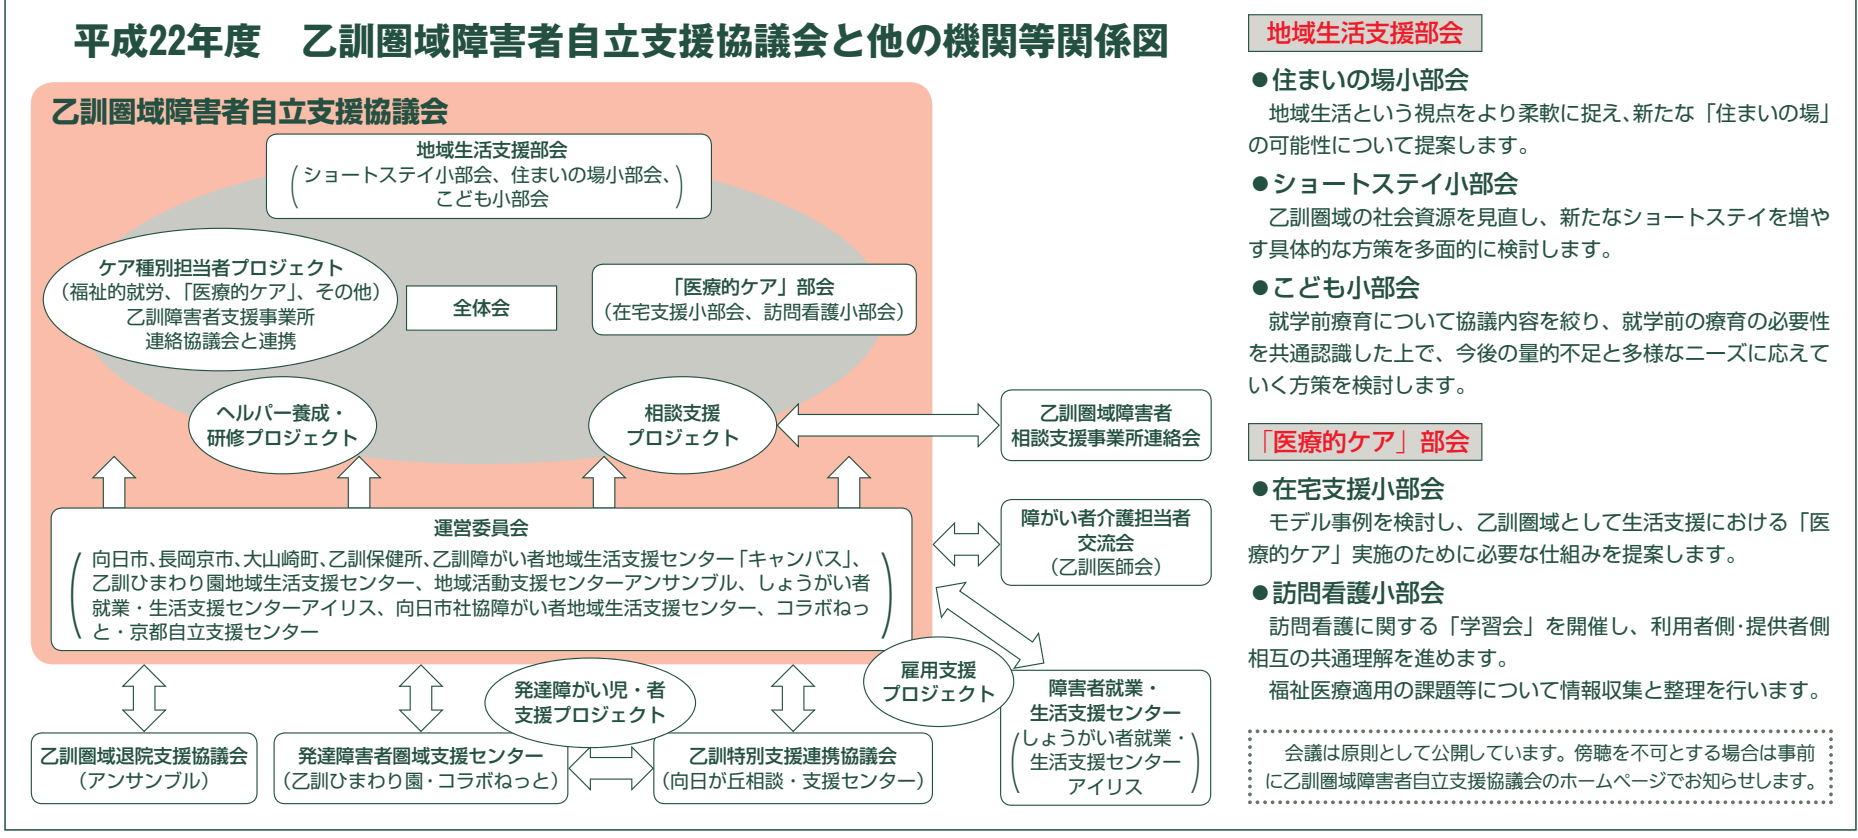 平成22年度　乙訓圏域障害者自立支援協議会と他の機関等関係図
乙訓圏域障害者自立支援協議会
地域生活支援部会
（ショートステイ小部会、住まいの場小部会、
こども小部会）
ケア種別担当者プロジェクト
（福祉的就労、「医療的ケア」、その他）
乙訓障害者支援事業所
連絡協議会と連携
全体会
「医療的ケア」部会
（在宅支援小部会、訪問看護小部会）
ヘルパー養成・
研修プロジェクト
相談支援
プロジェクト
乙訓圏域障害者
相談支援事業所連絡会
運営委員会
（向日市、長岡京市、大山崎町、乙訓保健所、乙訓障がい者地域生活支援センター「キャンバス」、
乙訓ひまわり園地域生活支援センター、地域活動支援センターアンサンブル、しょうがい者
就業・生活支援センターアイリス、向日市社協障がい者地域生活支援センター、コラボねっ
と・京都自立支援センター）
障がい者介護担当者
交流会
（乙訓医師会）
雇用支援
プロジェクト
発達障がい児・者
支援プロジェクト
乙訓圏域退院支援協議会
（アンサンブル）
発達障害者圏域支援センター
（乙訓ひまわり園・コラボねっと）
乙訓特別支援連携協議会
（向日が丘相談・支援センター）
障害者就業・
生活支援センター
（しょうがい者就業・
生活支援センター
アイリス）
地域生活支援部会
●住まいの場小部会
　地域生活という視点をより柔軟に捉え、新たな「住まいの場」
の可能性について提案します。
●ショートステイ小部会
　乙訓圏域の社会資源を見直し、新たなショートステイを増や
す具体的な方策を多面的に検討します。
●こども小部会
　就学前療育について協議内容を絞り、就学前の療育の必要性
を共通認識した上で、今後の量的不足と多様なニーズに応えて
いく方策を検討します。
「医療的ケア」部会
●在宅支援小部会
　モデル事例を検討し、乙訓圏域として生活支援における「医
療的ケア」実施のために必要な仕組みを提案します。
●訪問看護小部会
　訪問看護に関する「学習会」を開催し、利用者側・提供者側
相互の共通理解を進めます。
　福祉医療適用の課題等について情報収集と整理を行います。
　会議は原則として公開しています。傍聴を不可とする場合は事前
に乙訓圏域障害者自立支援協議会のホームページでお知らせします。